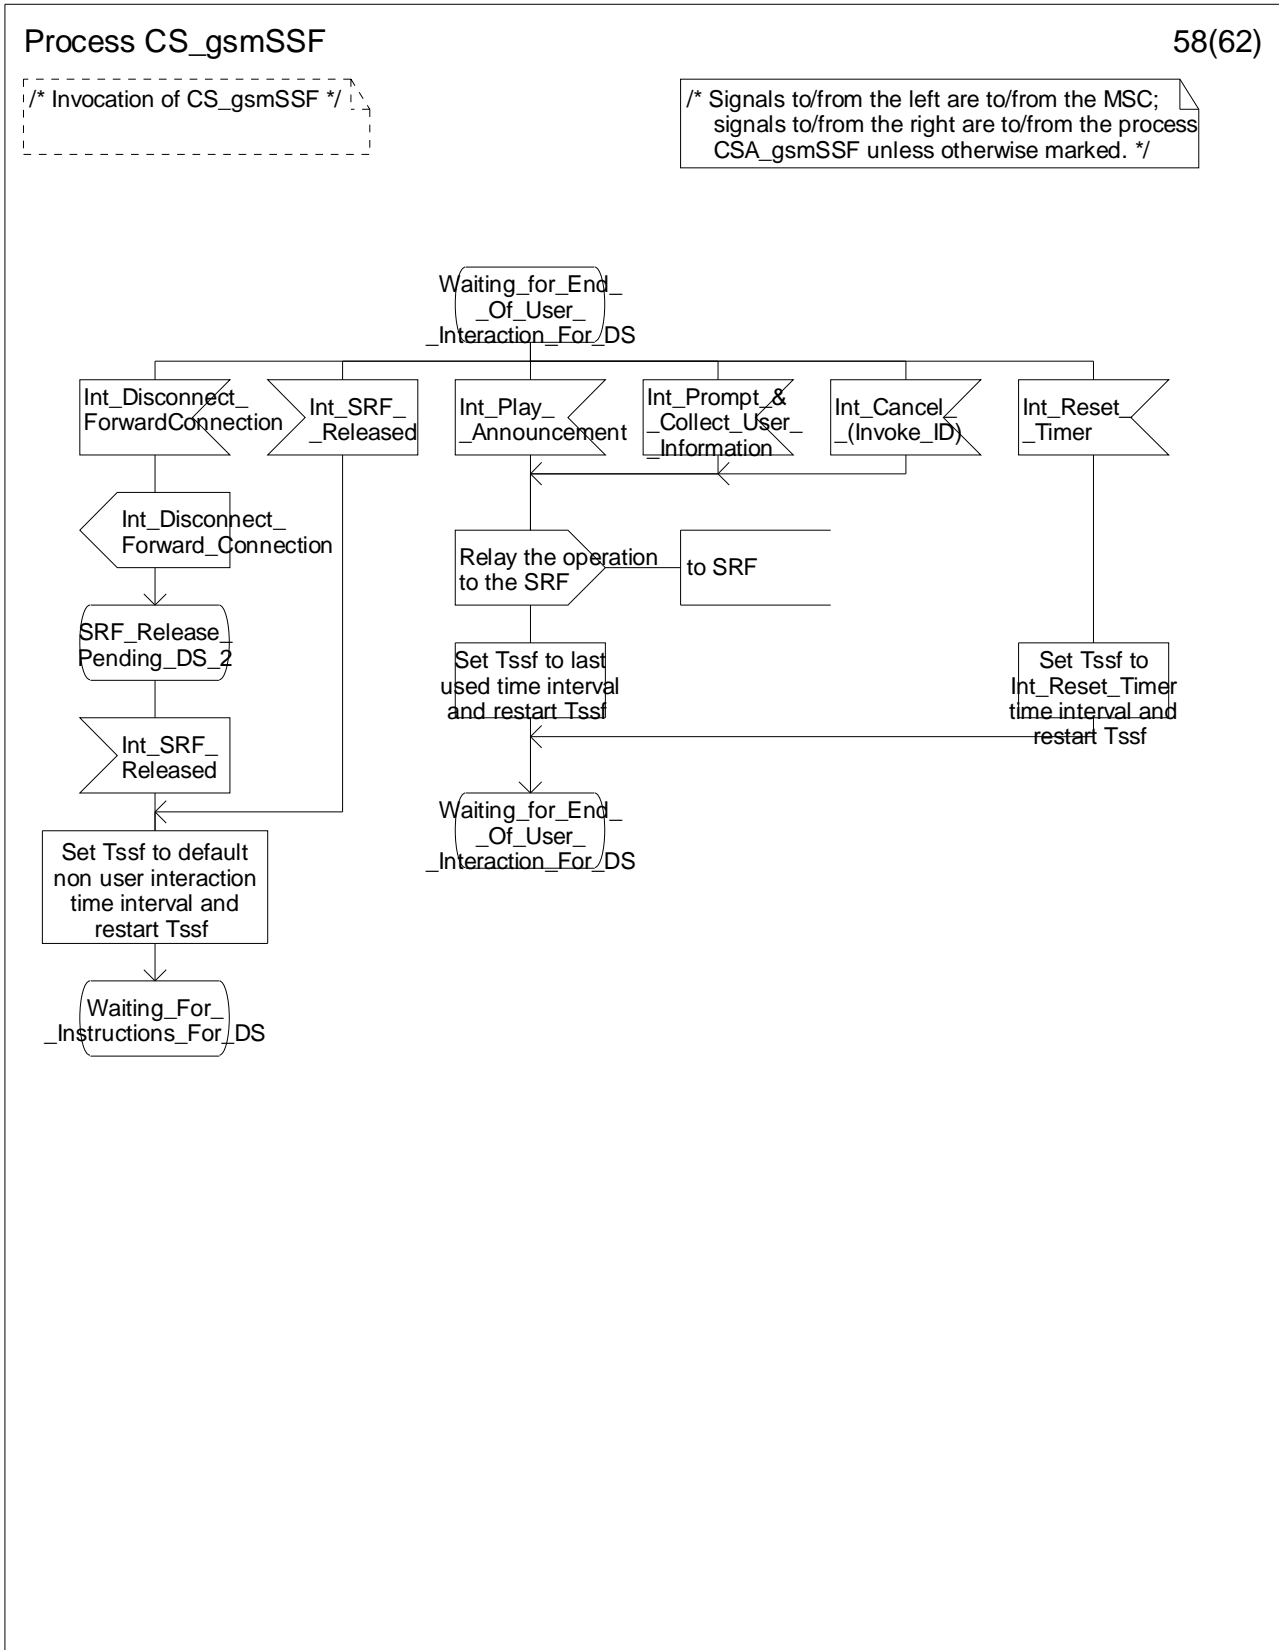 Process CS_gsmSSF
58(62)
/* Invocation of CS_gsmSSF */
/* Signals to/from the left are to/from the MSC;
signals to/from the right are to/from the process
CSA_gsmSSF unless otherwise marked. */
Waiting_for_End_
_Of_User_
_Interaction_For_DS
Int_Disconnect_
ForwardConnection
Int_SRF_
_Released
Int_Play_
_Announcement
Int_Prompt_&
_Collect_User_
_Information
Int_Cancel_
_(Invoke_ID)
Int_Reset_
_Timer
Int_Disconnect_
Forward_Connection
Relay the operation
to the SRF
to SRF
SRF_Release_
Pending_DS_2
Set Tssf to last
used time interval
and restart Tssf
Set Tssf to
Int_Reset_Timer
time interval and
restart Tssf
Int_SRF_
Released
Waiting_for_End_
_Of_User_
_Interaction_For_DS
Set Tssf to default
non user interaction
time interval and
restart Tssf
Waiting_For_
_Instructions_For_DS